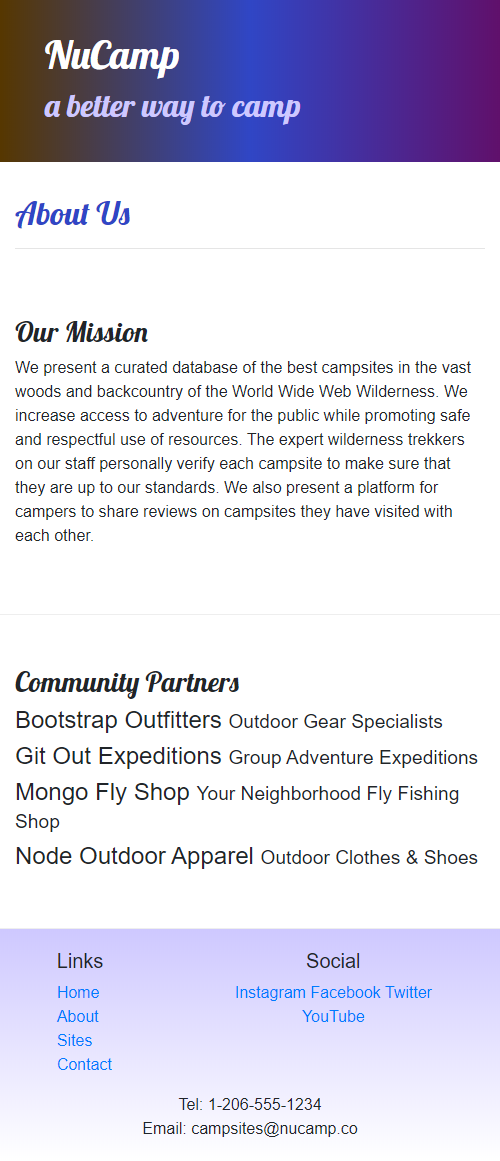 NuCamp
a better way to camp
About Us
Our Mission
We present a curated database of the best campsites in the vast
woods and backcountry of the World Wide Web Wilderness. We
increase access to adventure for the public while promoting safe
and respectful use of resources. The expert wilderness trekkers
on our staff personally verify each campsite to make sure that
they are up to our standards. We also present a platform for
campers to share reviews on campsites they have visited with
each other.
Community Partners
Bootstrap Outfitters Outdoor Gear Specialists
Git Out Expeditions Group Adventure Expeditions
Mongo Fly Shop Your Neighborhood Fly Fishing
Shop
Node Outdoor Apparel Outdoor Clothes & Shoes
Links
Home
About
Sites
Contact
Social
Instagram Facebook Twitter
YouTube
Tel: 1-206-555-1234
Email: campsites@nucamp.co